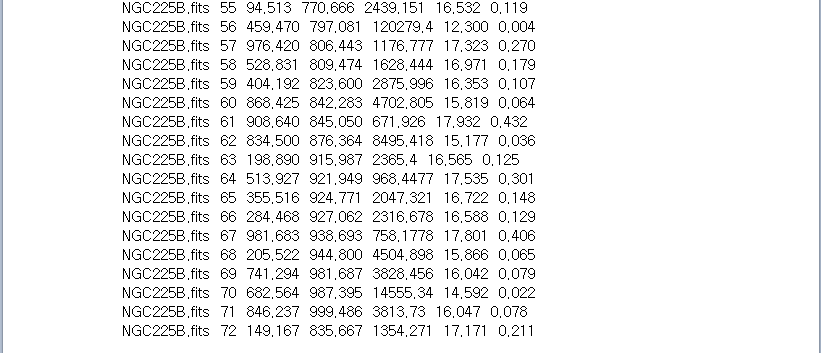 NGC225B.fits 55 94.513 770.666 2439.151 16.532 0.119
NGC225B.fits 56 459.470 797.081 120279.4 12.300 0.004
NGC225B.fits 57 976.420 806.443 1176.777 17.323 0.270
NGC225B.fits 58 528.831 809.474 1628.444 16.971 0.179
NGC225B.fits 59 404.192 823.600 2875.996 16.353 0.107
NGC225B.fits 60 868.425 842.283 4702.805 15.819 0.064
NGC225B.fits 61 908.640 845.050 671.926 17.932 0.432
NGC225B.fits 62 834.500 876.364 8495.418 15.177 0.036
NGC225B.fits 63 198.890 915.987 2365.4 16.565 0.125
NGC225B.fits 64 513.927 921.949 968.4477 17.535 0.301
NGC225B.fits 65 355.516 924.771 2047.321 16.722 0.148
NGC225B.fits 66 284.468 927.062 2316.678 16.588 0.129
NGC225B.fits 67 981.683 938.693 758.1778 17.801 0.406
NGC225B.fits 68 205.522 944.800 4504.898 15.866 0.065
NGC225B.fits 69 741.294 981.687 3828.456 16.042 0.079
NGC225B.fits 70 682.564 987.395 14555.34 14.592 0.022
NGC225B.fits 71 846.237 999.486 3813.73 16.047 0.078
NGC225B.fits 72 149.167 835.667 1354.271 17.171 0.211